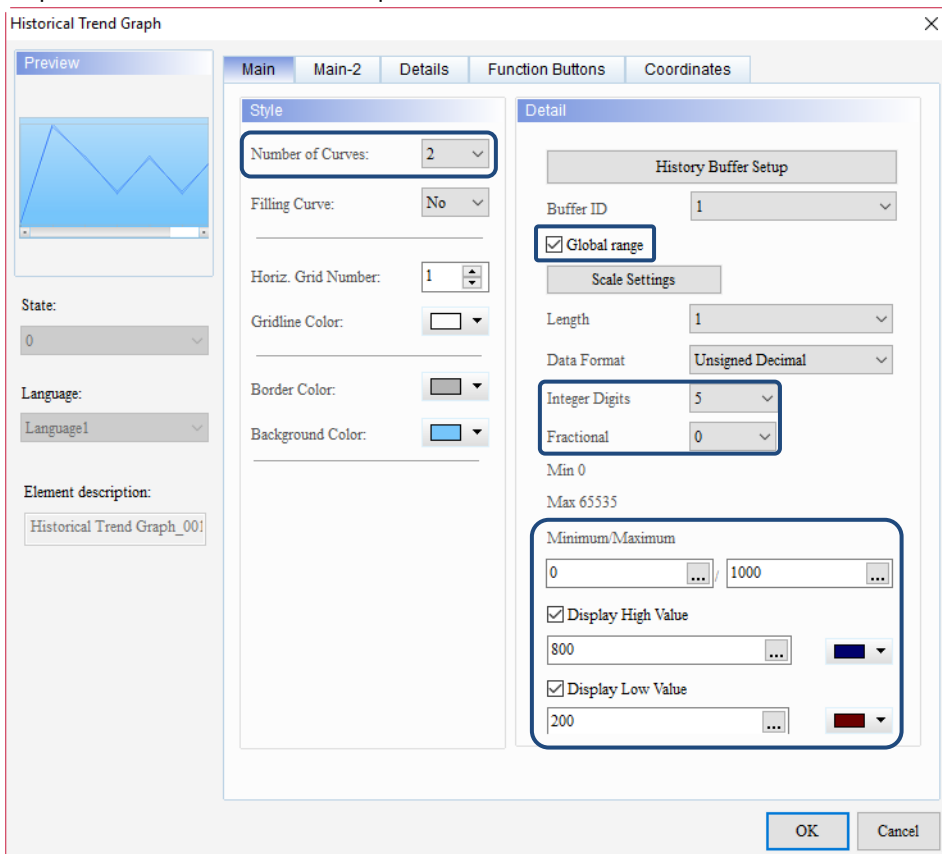 Historical Trend Graph
Preview
State:
0
Language:
Language1
Element description:
Historical Trend Graph_001
Main Main-2 Details Function Buttons Coordinates
Style
Number of Curves: 2
Filling Curve: No
Horiz. Grid Number: 1
Gridline Color:
Border Color:
Background Color:
Detail
History Buffer Setup
Buffer ID 1
Global range
Scale Settings
Length 1
Data Format Unsigned Decimal
Integer Digits 5
Fractional 0
Min 0
Max 65535
Minimum/Maximum
0 ... / 1000 ...
Display High Value
800 ...
Display Low Value
200 ...
OK Cancel